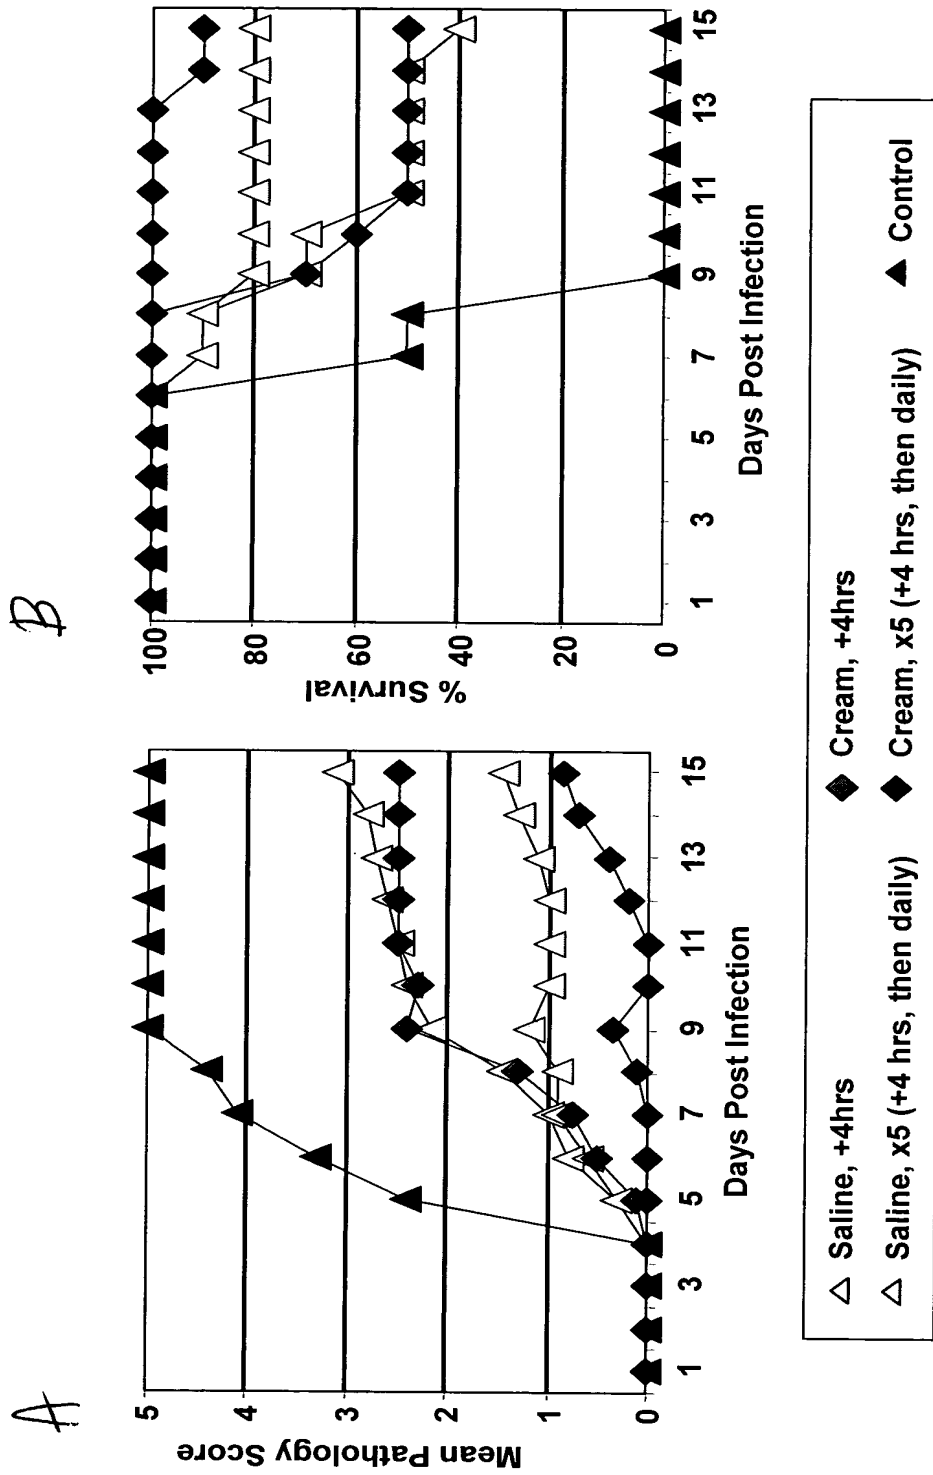 A
Mean Pathology Score
5
4
3
2
1
0
1 3 5 7 9 11 13 15
Days Post Infection
B
% Survival
100
80
60
40
20
0
1 3 5 7 9 11 13 15
Days Post Infection
Saline, +4hrs
Cream, +4hrs
Saline, x5 (+4 hrs, then daily)
Cream, x5 (+4 hrs, then daily)
Control